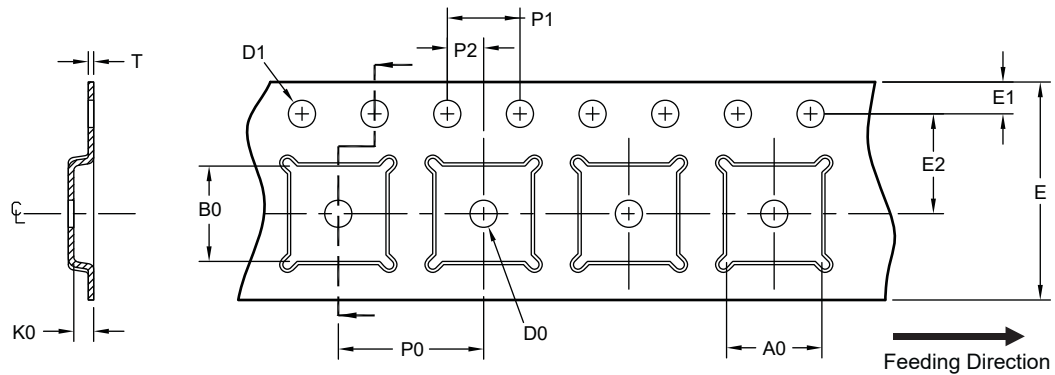 P1
T
P2
D1
E1
E2
B0
E
℄
K0
D0
P0
A0
Feeding Direction